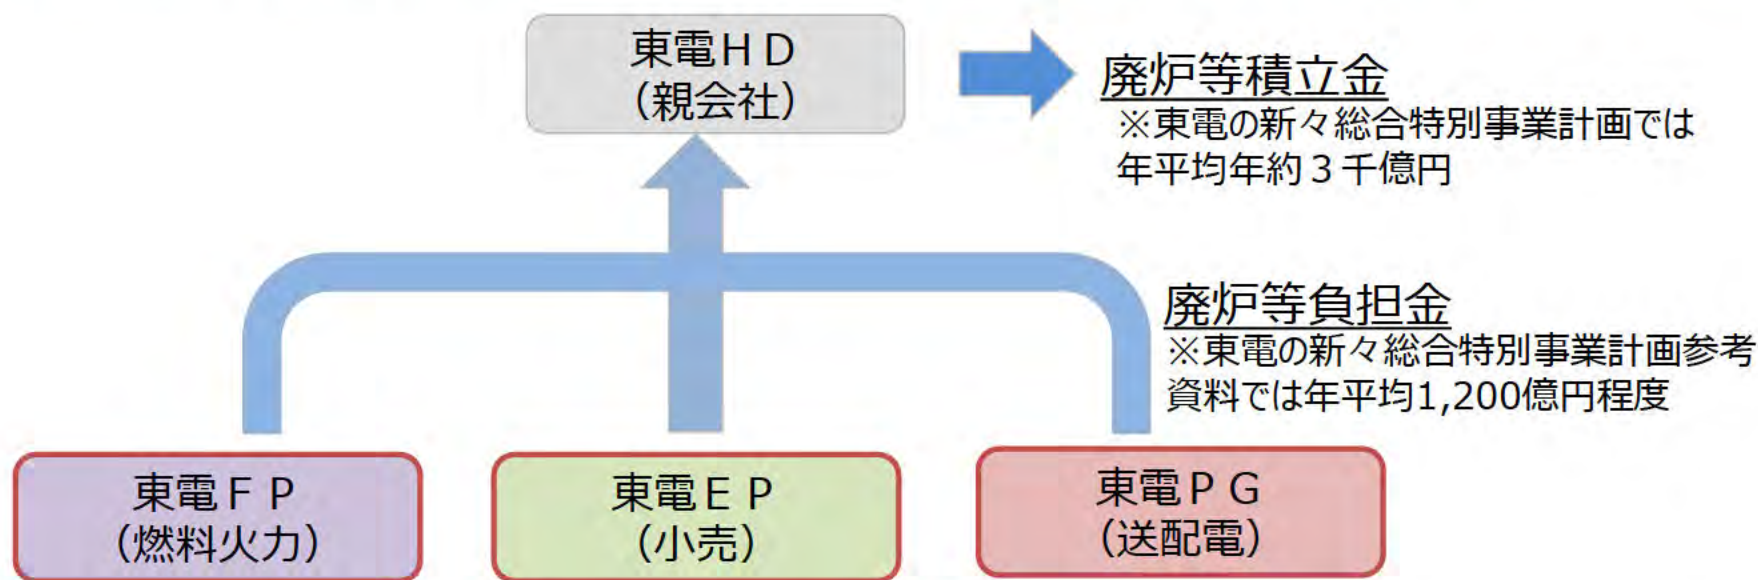 東電ＨＤ
（親会社）
廃炉等積立金
※東電の新々総合特別事業計画では
年平均年約３千億円
廃炉等負担金
※東電の新々総合特別事業計画参考
資料では年平均1,200億円程度
東電ＦＰ
（燃料火力）
東電ＥＰ
（小売）
東電ＰＧ
（送配電）